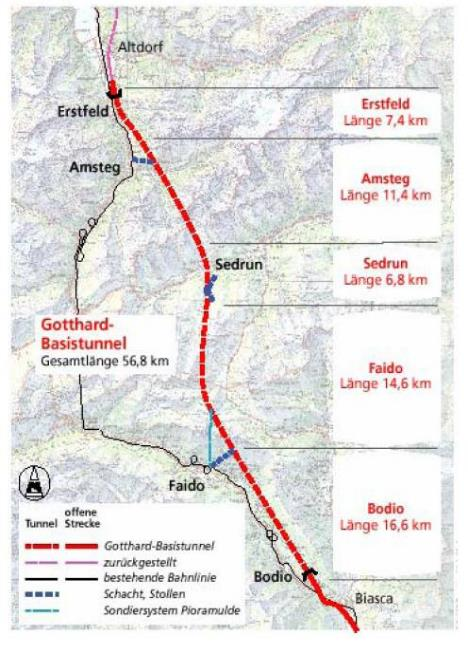 Altdorf
Erstfeld
Erstfeld
Länge 7,4 km
Amsteg
Amsteg
Länge 11,4 km
Sedrun
Sedrun
Länge 6,8 km
Gotthard-
Basistunnel
Gesamtlänge 56,8 km
Faido
Länge 14,6 km
Faido
Bodio
Länge 16,6 km
Tunnel offene Strecke
Gotthard-Basistunnel
zurückgestellt
bestehende Bahnlinie
Schacht, Stollen
Sondiersystem Pioramulde
Bodio
Biasca